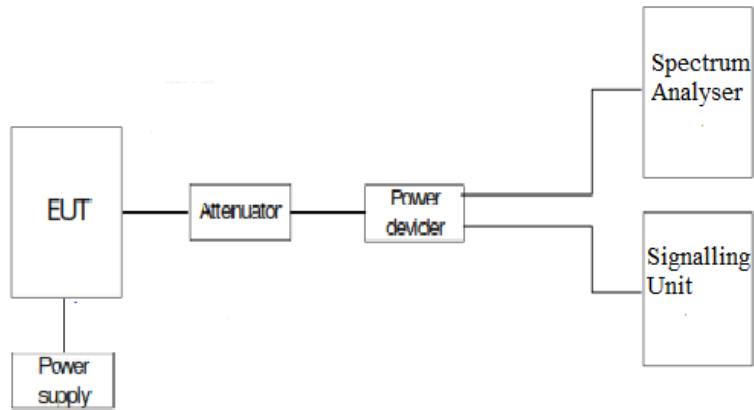 Spectrum
Analyser
EUT
Attenuator
Power
devider
Signalling
Unit
Power
supply